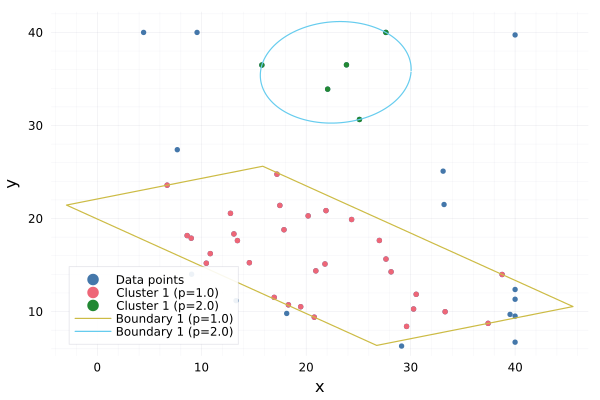 40
30
y
20
10
Data points
Cluster 1 (p=1.0)
Cluster 1 (p=2.0)
Boundary 1 (p=1.0)
Boundary 1 (p=2.0)
0 10 20 30 40
x